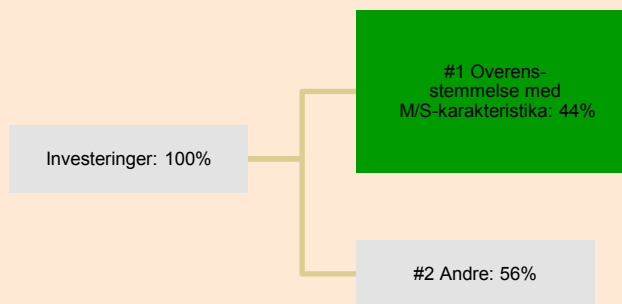 #1 Overens-
stemmelse med
M/S-karakteristika: 44%
Investeringer: 100%
#2 Andre: 56%